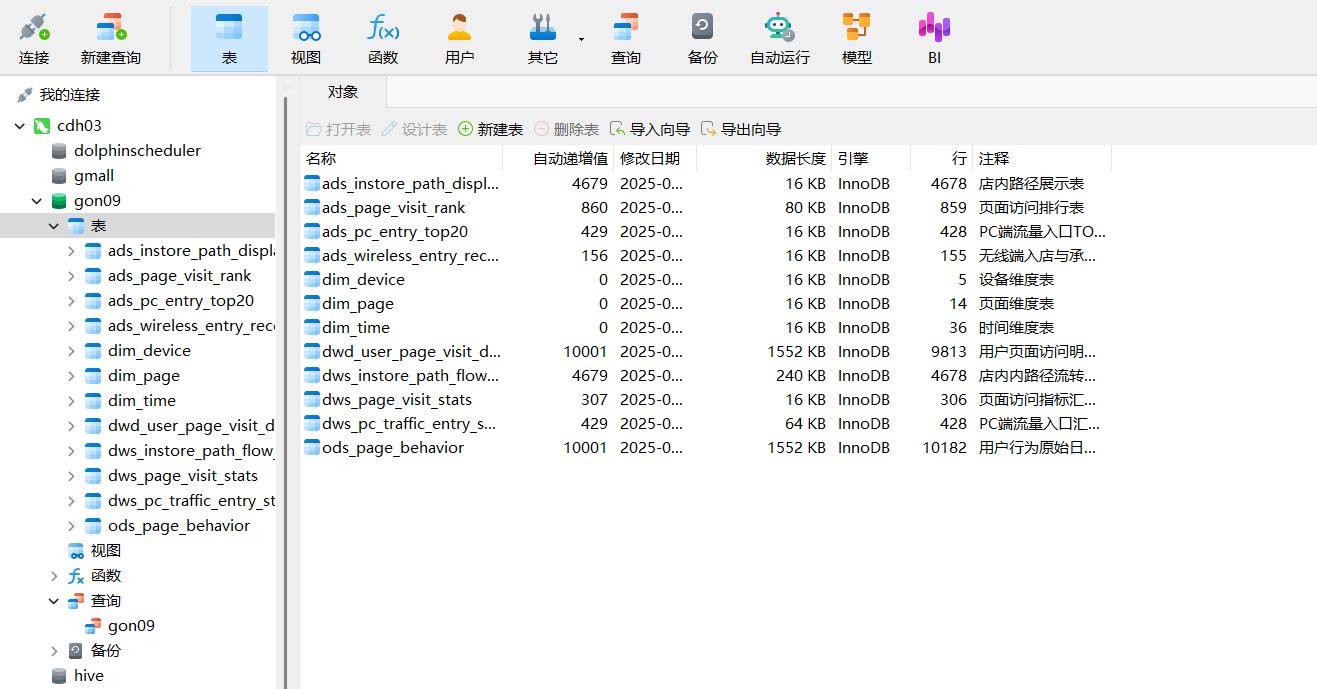 连接 新建查询 表 视图 函数 用户 其它 查询 备份 自动运行 模型 BI
我的连接
cdh03
dolphinscheduler
gmall
gon09
表
ads_instore_path_displa
ads_page_visit_rank
ads_pc_entry_top20
ads_wireless_entry_rec
dim_device
dim_page
dim_time
dwd_user_page_visit_d
dws_instore_path_flow_
dws_page_visit_stats
dws_pc_traffic_entry_st
ods_page_behavior
视图
函数
查询
gon09
备份
hive
对象
打开表 设计表 新建表 删除表 导入向导 导出向导
名称 自动递增值 修改日期 数据长度 引擎 行 注释
ads_instore_path_displ... 4679 2025-0... 16 KB InnoDB 4678 店内路径展示表
ads_page_visit_rank 860 2025-0... 80 KB InnoDB 859 页面访问排行表
ads_pc_entry_top20 429 2025-0... 16 KB InnoDB 428 PC端流量入口TO...
ads_wireless_entry_rec... 156 2025-0... 16 KB InnoDB 155 无线端入店与承...
dim_device 0 2025-0... 16 KB InnoDB 5 设备维度表
dim_page 0 2025-0... 16 KB InnoDB 14 页面维度表
dim_time 0 2025-0... 16 KB InnoDB 36 时间维度表
dwd_user_page_visit_d... 10001 2025-0... 1552 KB InnoDB 9813 用户页面访问明...
dws_instore_path_flow... 4679 2025-0... 240 KB InnoDB 4678 店内内路径流转...
dws_page_visit_stats 307 2025-0... 16 KB InnoDB 306 页面访问指标汇...
dws_pc_traffic_entry_s... 429 2025-0... 64 KB InnoDB 428 PC端流量入口汇...
ods_page_behavior 10001 2025-0... 1552 KB InnoDB 10182 用户行为原始日...